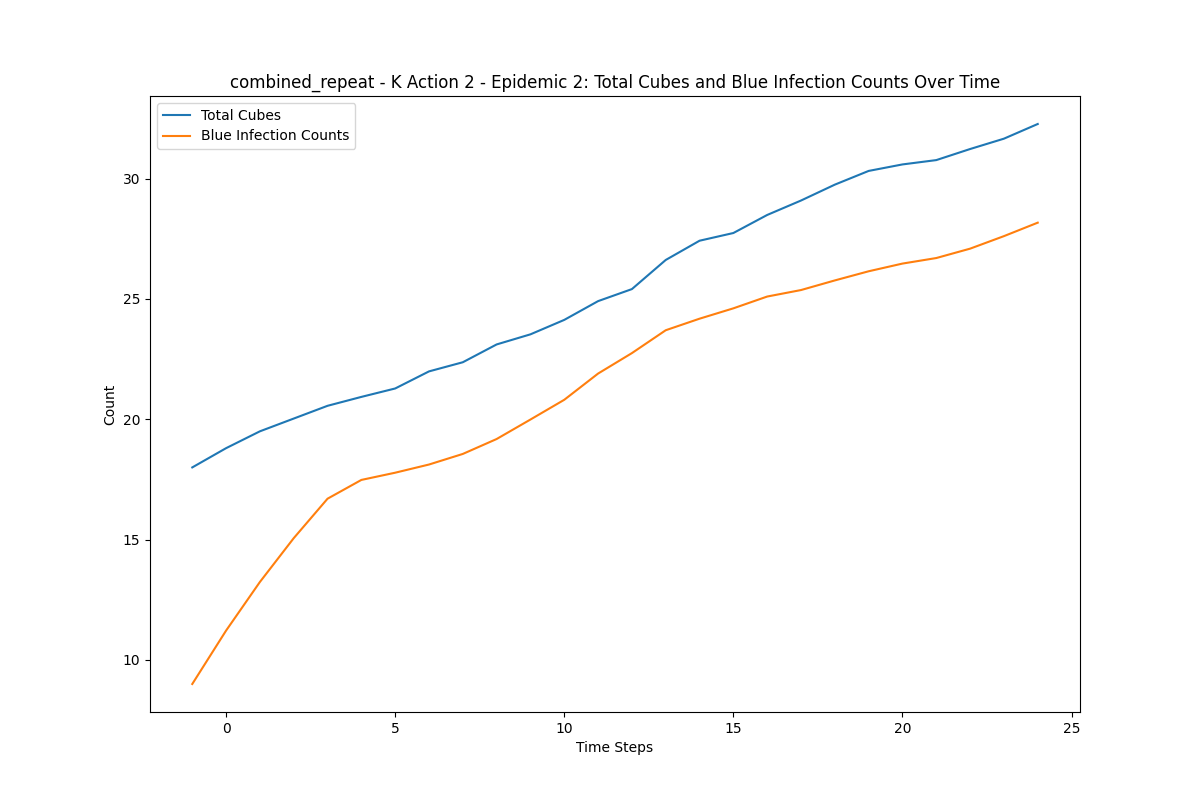 combined_repeat - K Action 2 - Epidemic 2: Total Cubes and Blue Infection Counts Over Time
Total Cubes
Blue Infection Counts
30
25
20
15
10
Count
0 5 10 15 20 25
Time Steps